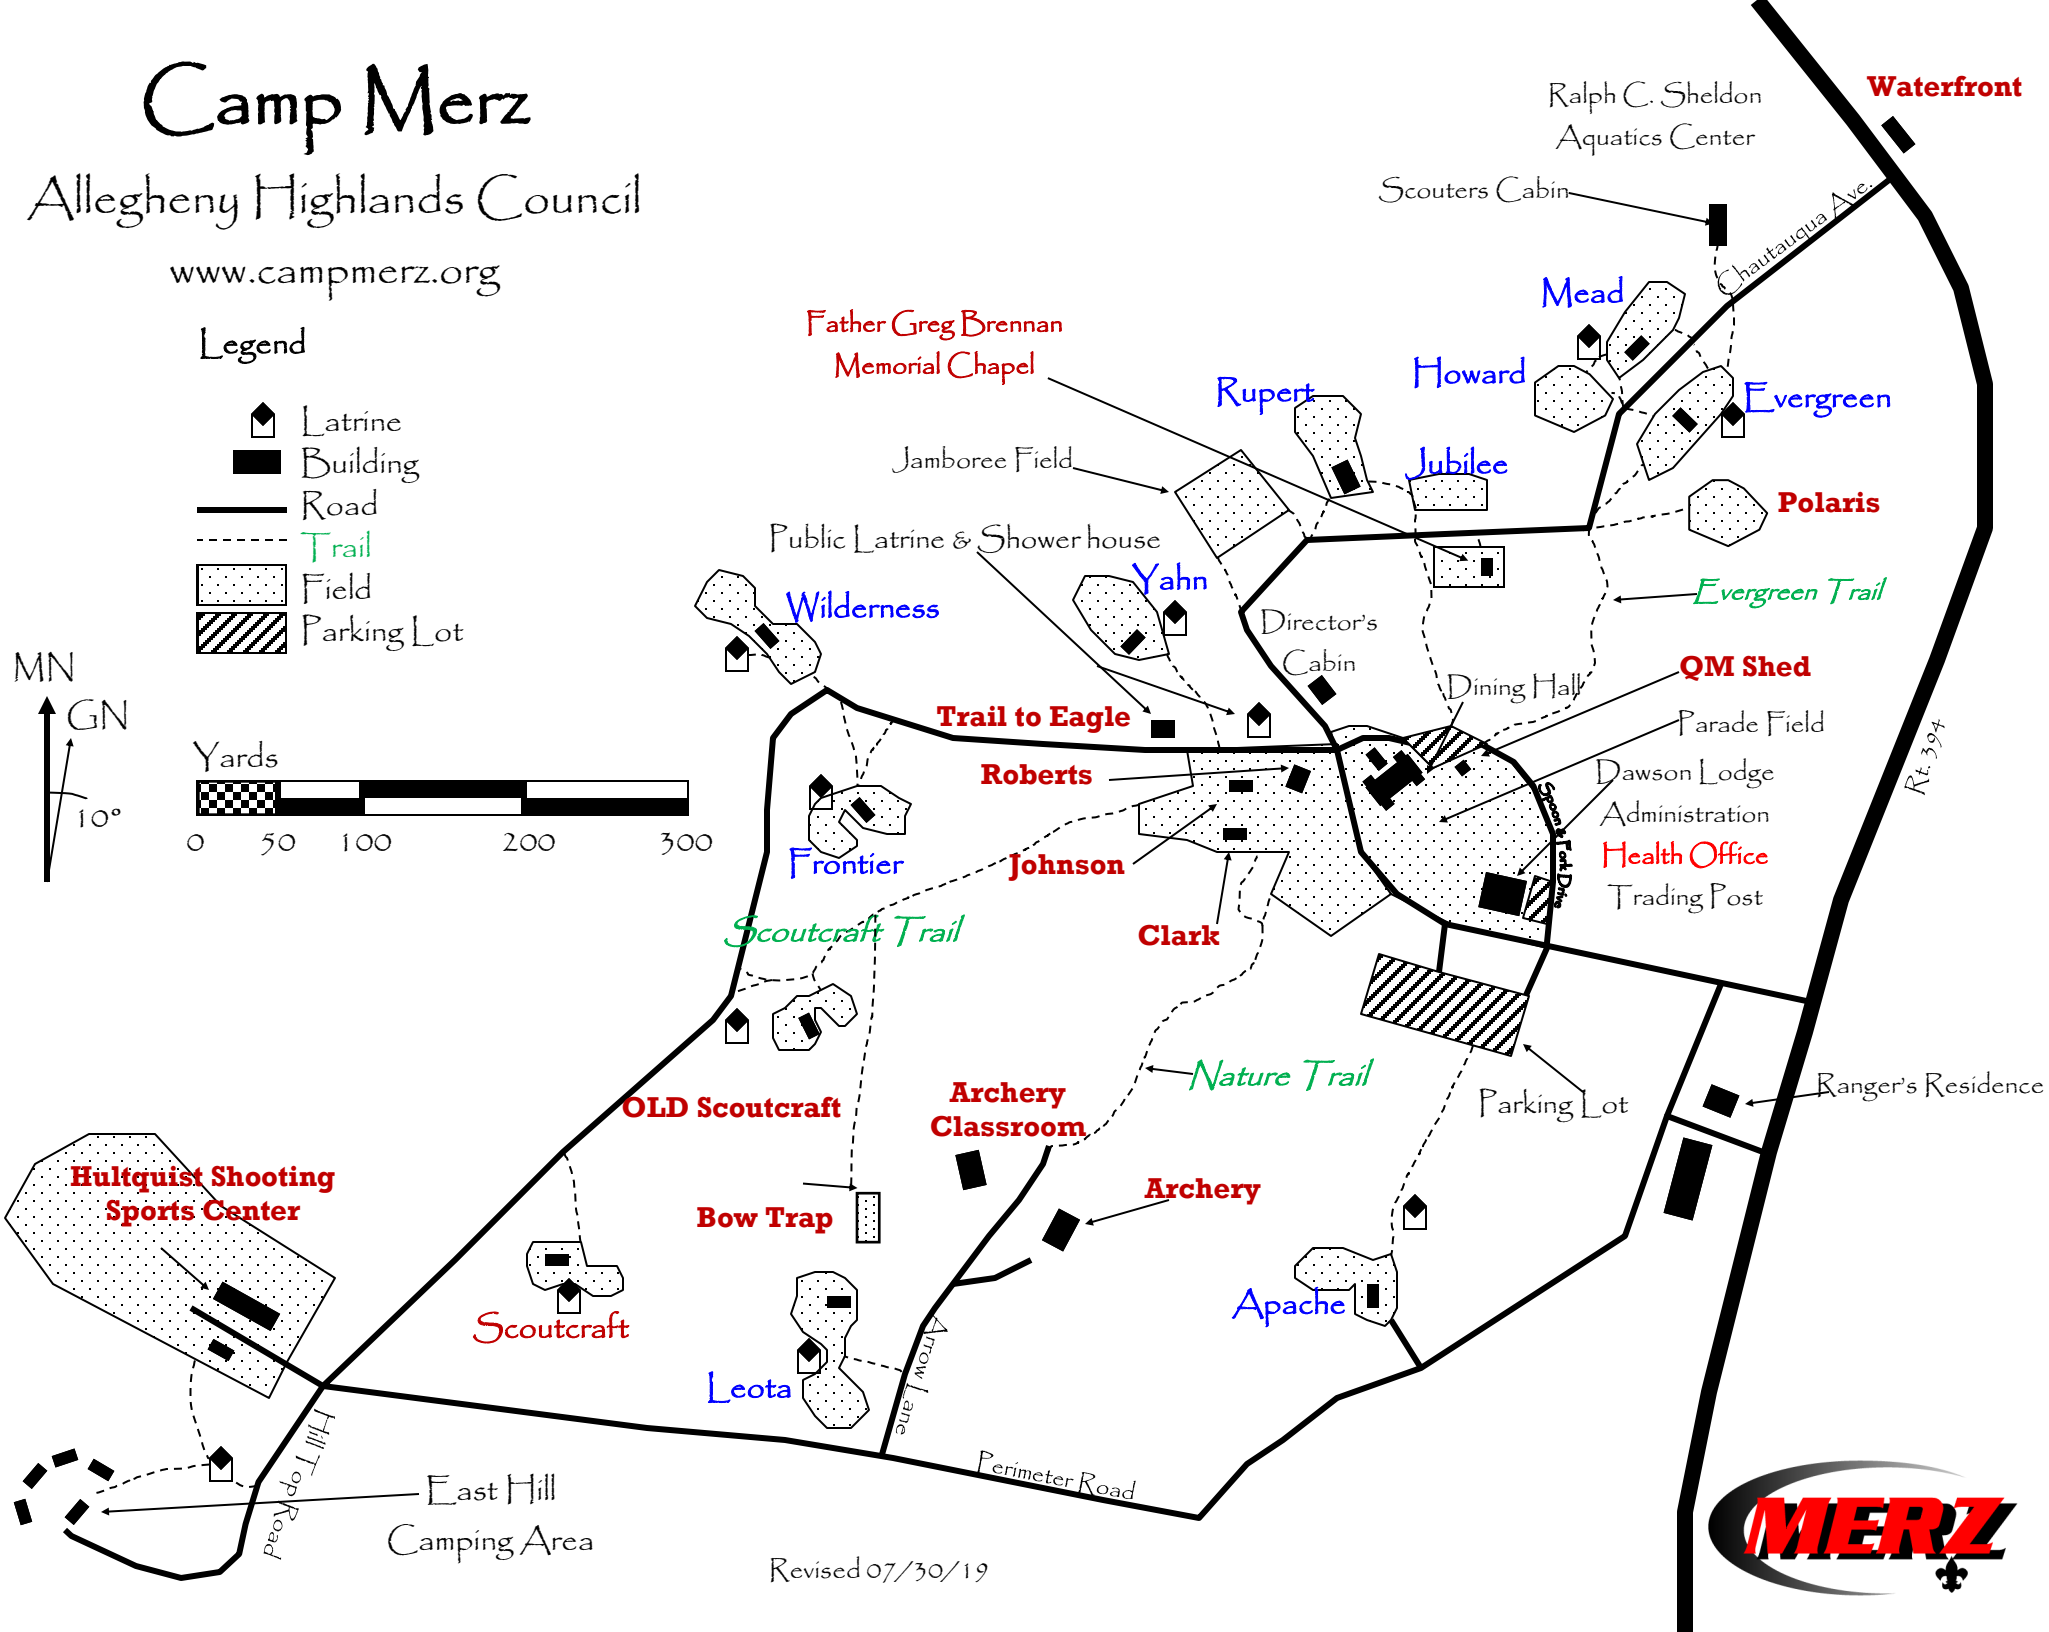 Camp Merz
Allegheny Highlands Council
www.campmerz.org
Legend
Latrine
Building
Road
Trail
Field
Parking Lot
MN
GN
10°
Yards
0 50 100 200 300
Waterfront
Ralph C. Sheldon
Aquatics Center
Scouters Cabin
Chautauqua Ave.
Mead
Howard
Evergreen
Father Greg Brennan
Memorial Chapel
Rupert
Jubilee
Jamboree Field
Polaris
Public Latrine & Shower house
Yahn
Wilderness
Evergreen Trail
Director's
Cabin
QM Shed
Dining Hall
Trail to Eagle
Parade Field
Rt. 394
Roberts
Dawson Lodge
Administration
Health Office
Trading Post
Spoon & Fork Drive
Johnson
Frontier
Clark
Scoutcraft Trail
Nature Trail
Parking Lot
Ranger's Residence
OLD Scoutcraft
Archery
Classroom
Hultquist Shooting
Sports Center
Archery
Bow Trap
Scoutcraft
Apache
Leota
Arrow Lane
Hill Top Road
Perimeter Road
East Hill
Camping Area
Revised 07/30/19
MERZ